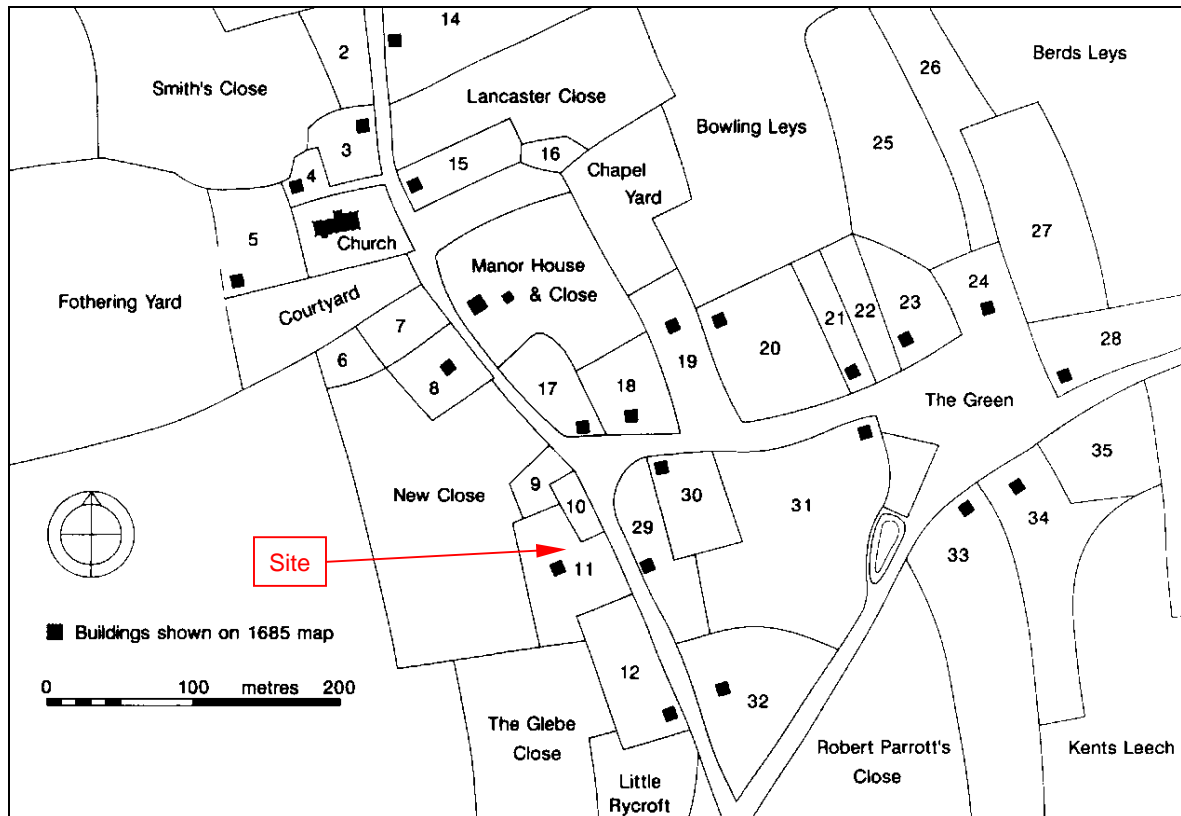 14
2
26
Berds Leys
Smith's Close
Lancaster Close
Bowling Leys
25
3
15
16
4
Chapel
Yard
5
Church
27
Manor House
& Close
24
Fothering Yard
Courtyard
7
23
22
21
20
19
6
8
28
17
18
The Green
35
New Close
9
10
30
31
29
34
33
Site
11
Buildings shown on 1685 map
0 100 metres 200
12
32
The Glebe
Close
Robert Parrott's
Close
Kents Leech
Little
Rycroft